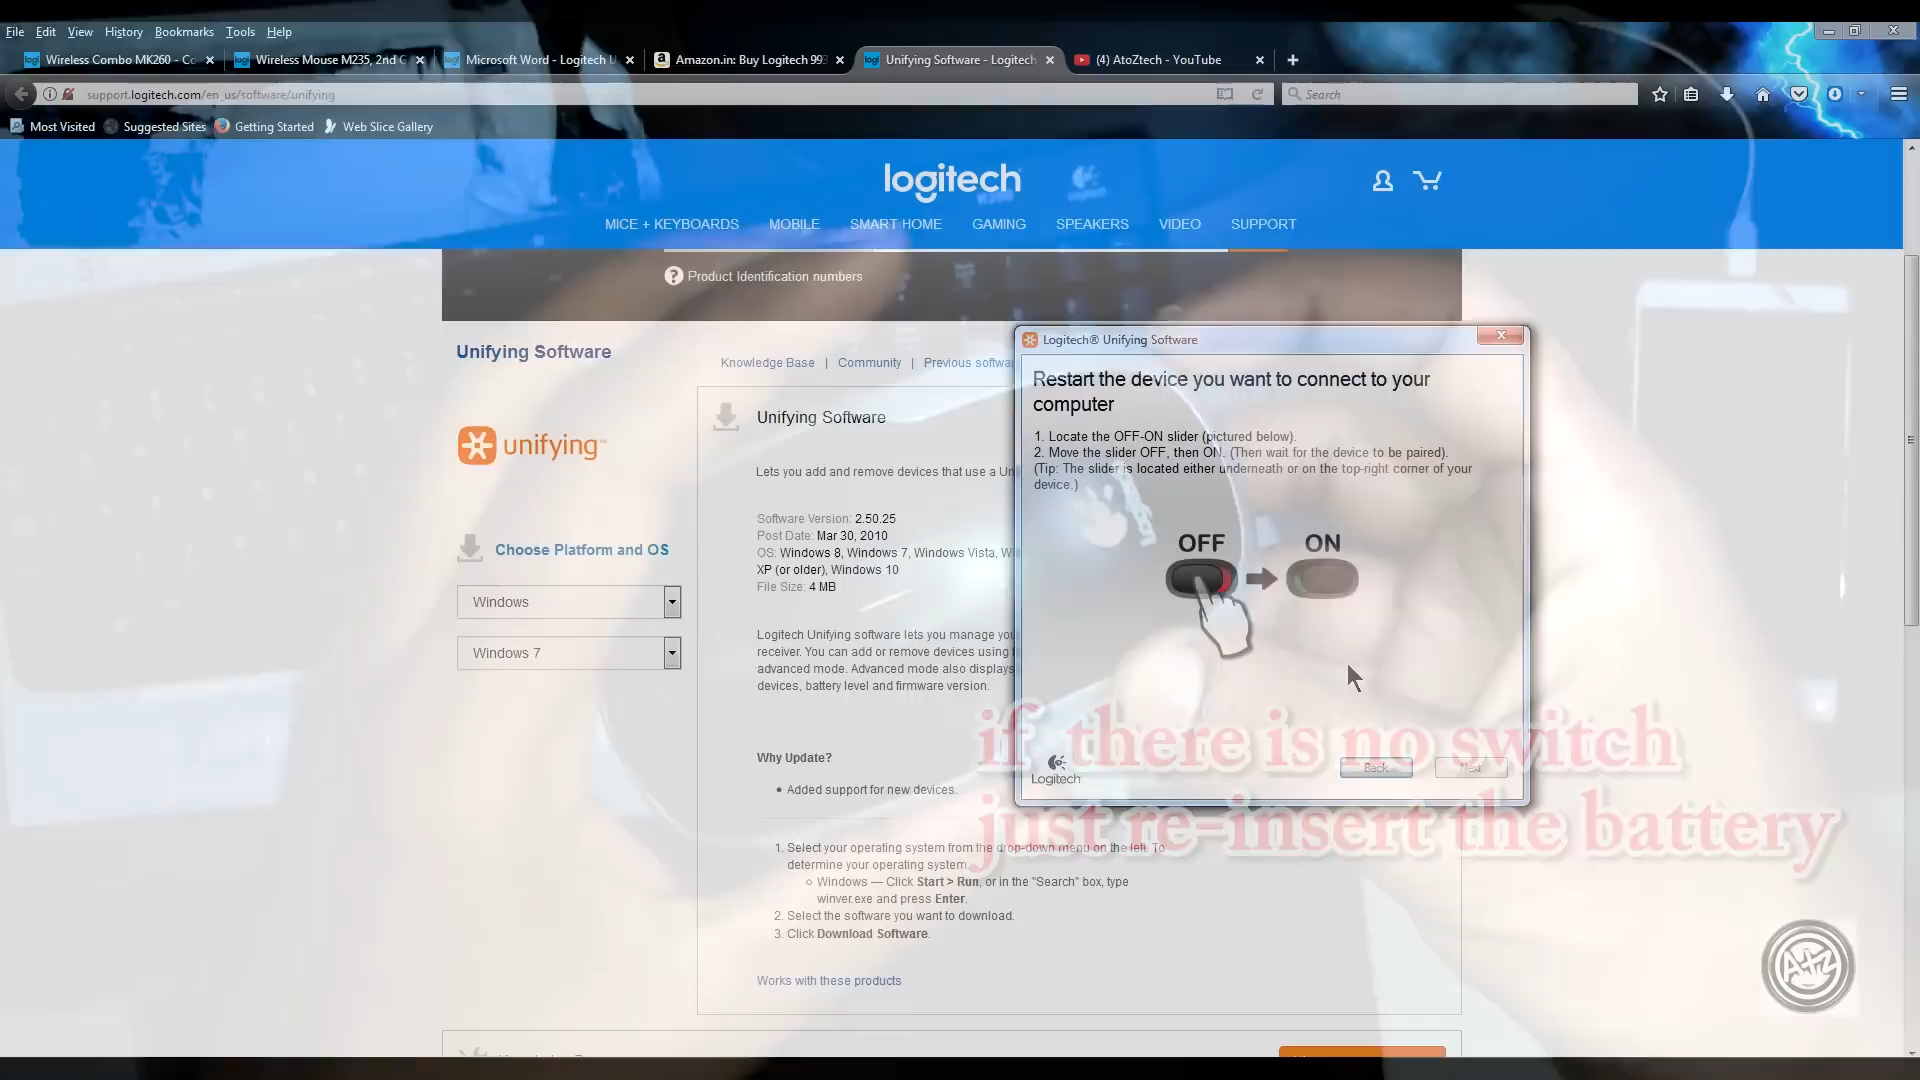 File Edit View History Bookmarks Tools Help
Wireless Combo MK260 - Co
Wireless Mouse M235, 2nd G
Microsoft Word - Logitech U
Amazon.in: Buy Logitech 993
Unifying Software - Logitech
(4) AtoZtech - YouTube
support.logitech.com/en_us/software/unifying
Search
Most Visited Suggested Sites Getting Started Web Slice Gallery
logitech
MICE + KEYBOARDS MOBILE SMART HOME GAMING SPEAKERS VIDEO SUPPORT
Product Identification numbers
Unifying Software
unifying™
Choose Platform and OS
Windows
Windows 7
Knowledge Base | Community | Previous softwa
Unifying Software
Lets you add and remove devices that use a Un
Software Version: 2.50.25
Post Date: Mar 30, 2010
OS: Windows 8, Windows 7, Windows Vista, Wi
XP (or older), Windows 10
File Size: 4 MB
Logitech Unifying software lets you manage you
receiver. You can add or remove devices using t
advanced mode. Advanced mode also displays
devices, battery level and firmware version.
Why Update?
• Added support for new devices.
1. Select your operating system from the drop-down menu on the left. To
determine your operating system:
Windows — Click Start > Run, or in the "Search" box, type
winver.exe and press Enter.
2. Select the software you want to download.
3. Click Download Software.
Works with these products
Logitech® Unifying Software
Restart the device you want to connect to your
computer
1. Locate the OFF-ON slider (pictured below).
2. Move the slider OFF, then ON. (Then wait for the device to be paired).
(Tip: The slider is located either underneath or on the top-right corner of your
device.)
OFF ON
Logitech
Back Next
if there is no switch
just re-insert the battery
AtZ